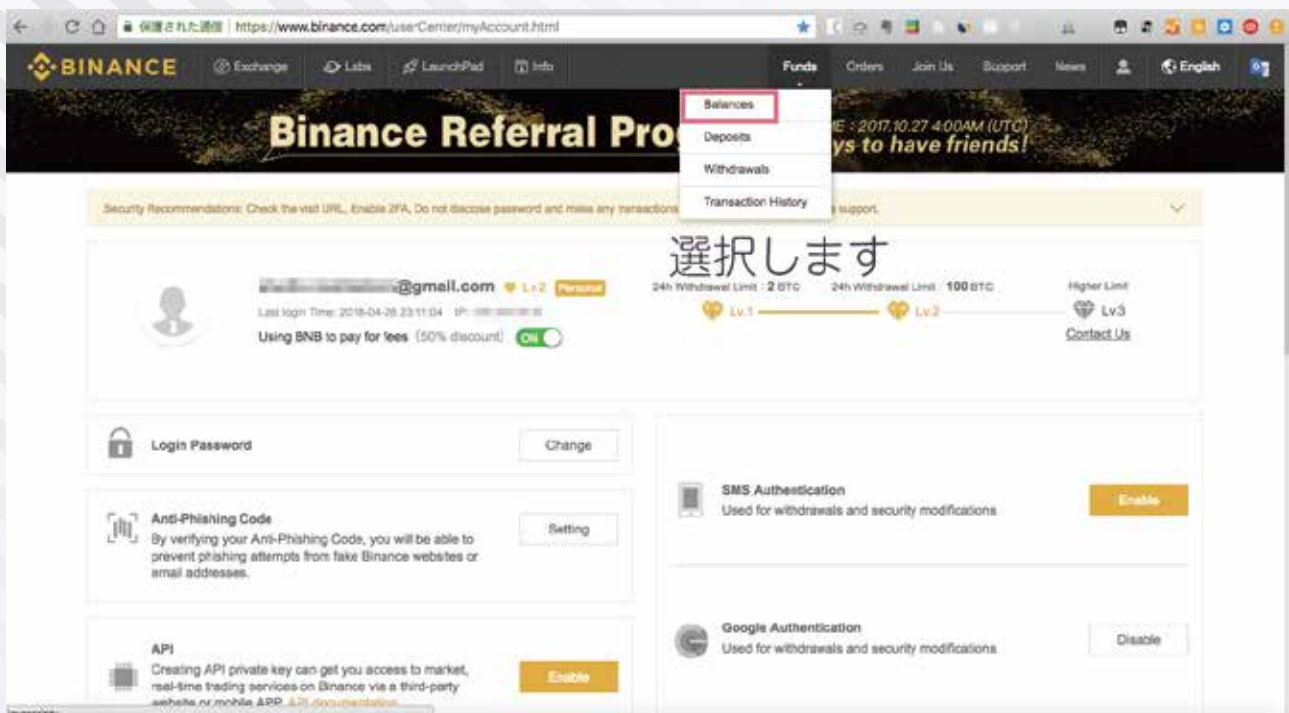 保護された通信 | https://www.binance.com/userCenter/myAccount.html
BINANCE Exchange Labs LaunchPad Info Funds Orders Join Us Support News English
Balances
Deposits
Withdrawals
Transaction History
Binance Referral Pro
E : 2017.10.27 4:00AM (UTC)
ys to have friends!
Security Recommendations: Check the visit URL, Enable 2FA, Do not disclose password and make any transactions support.
選択します
@gmail.com Lv.2 Personal
Last login Time: 2018-04-28 23:11:04 IP:
Using BNB to pay for fees (50% discount) ON
24h Withdrawal Limit : 2 BTC 24h Withdrawal Limit : 100 BTC Higher Limit
Lv.1 Lv.2 Lv3
Contact Us
Login Password Change
Anti-Phishing Code
By verifying your Anti-Phishing Code, you will be able to
prevent phishing attempts from fake Binance websites or
email addresses.
Setting
API
Creating API private key can get you access to market,
real-time trading services on Binance via a third-party
website or mobile APP. API documentation
Enable
SMS Authentication
Used for withdrawals and security modifications
Enable
Google Authentication
Used for withdrawals and security modifications
Disable